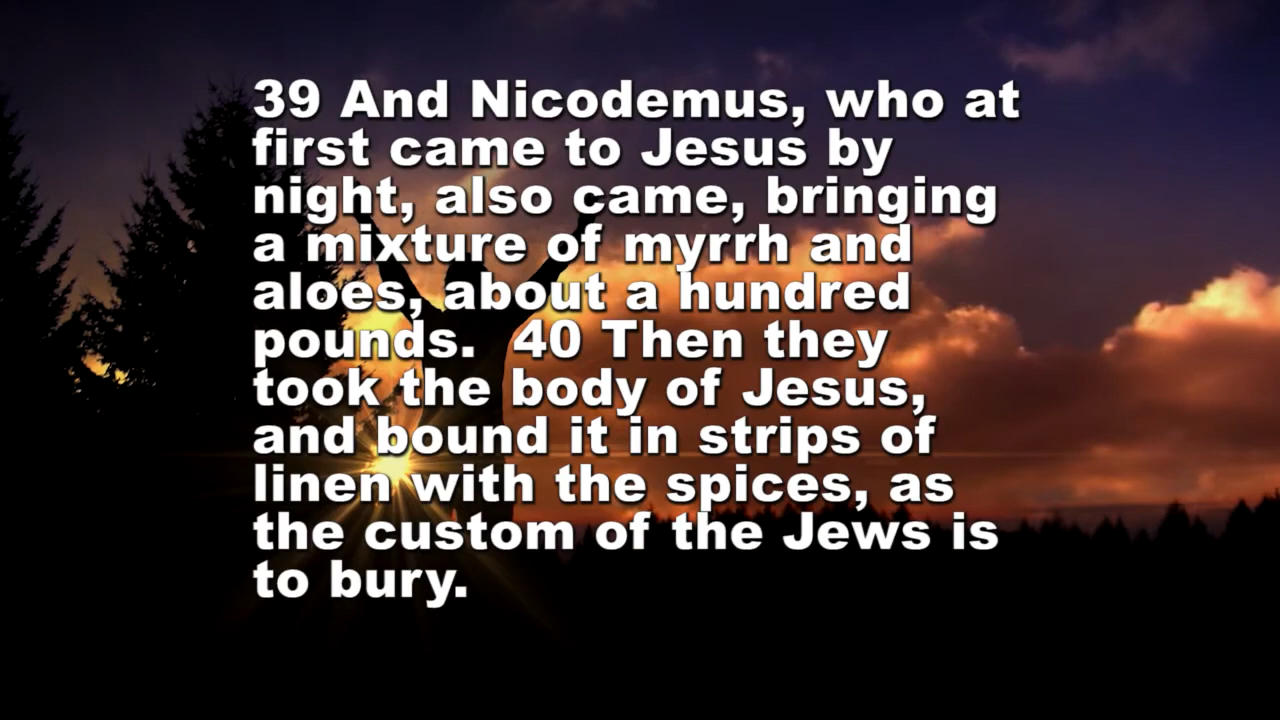 39 And Nicodemus, who at
first came to Jesus by
night, also came, bringing
a mixture of myrrh and
aloes, about a hundred
pounds.  40 Then they
took the body of Jesus,
and bound it in strips of
linen with the spices, as
the custom of the Jews is
to bury.